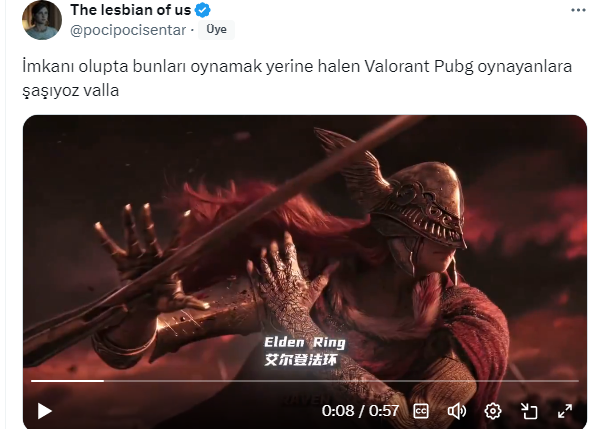 The lesbian of us
@pocipocisentar · Üye
İmkanı olupta bunları oynamak yerine halen Valorant Pubg oynayanlara
şaşıyoz valla
Elden Ring
艾尔登法环
0:08 / 0:57 CC